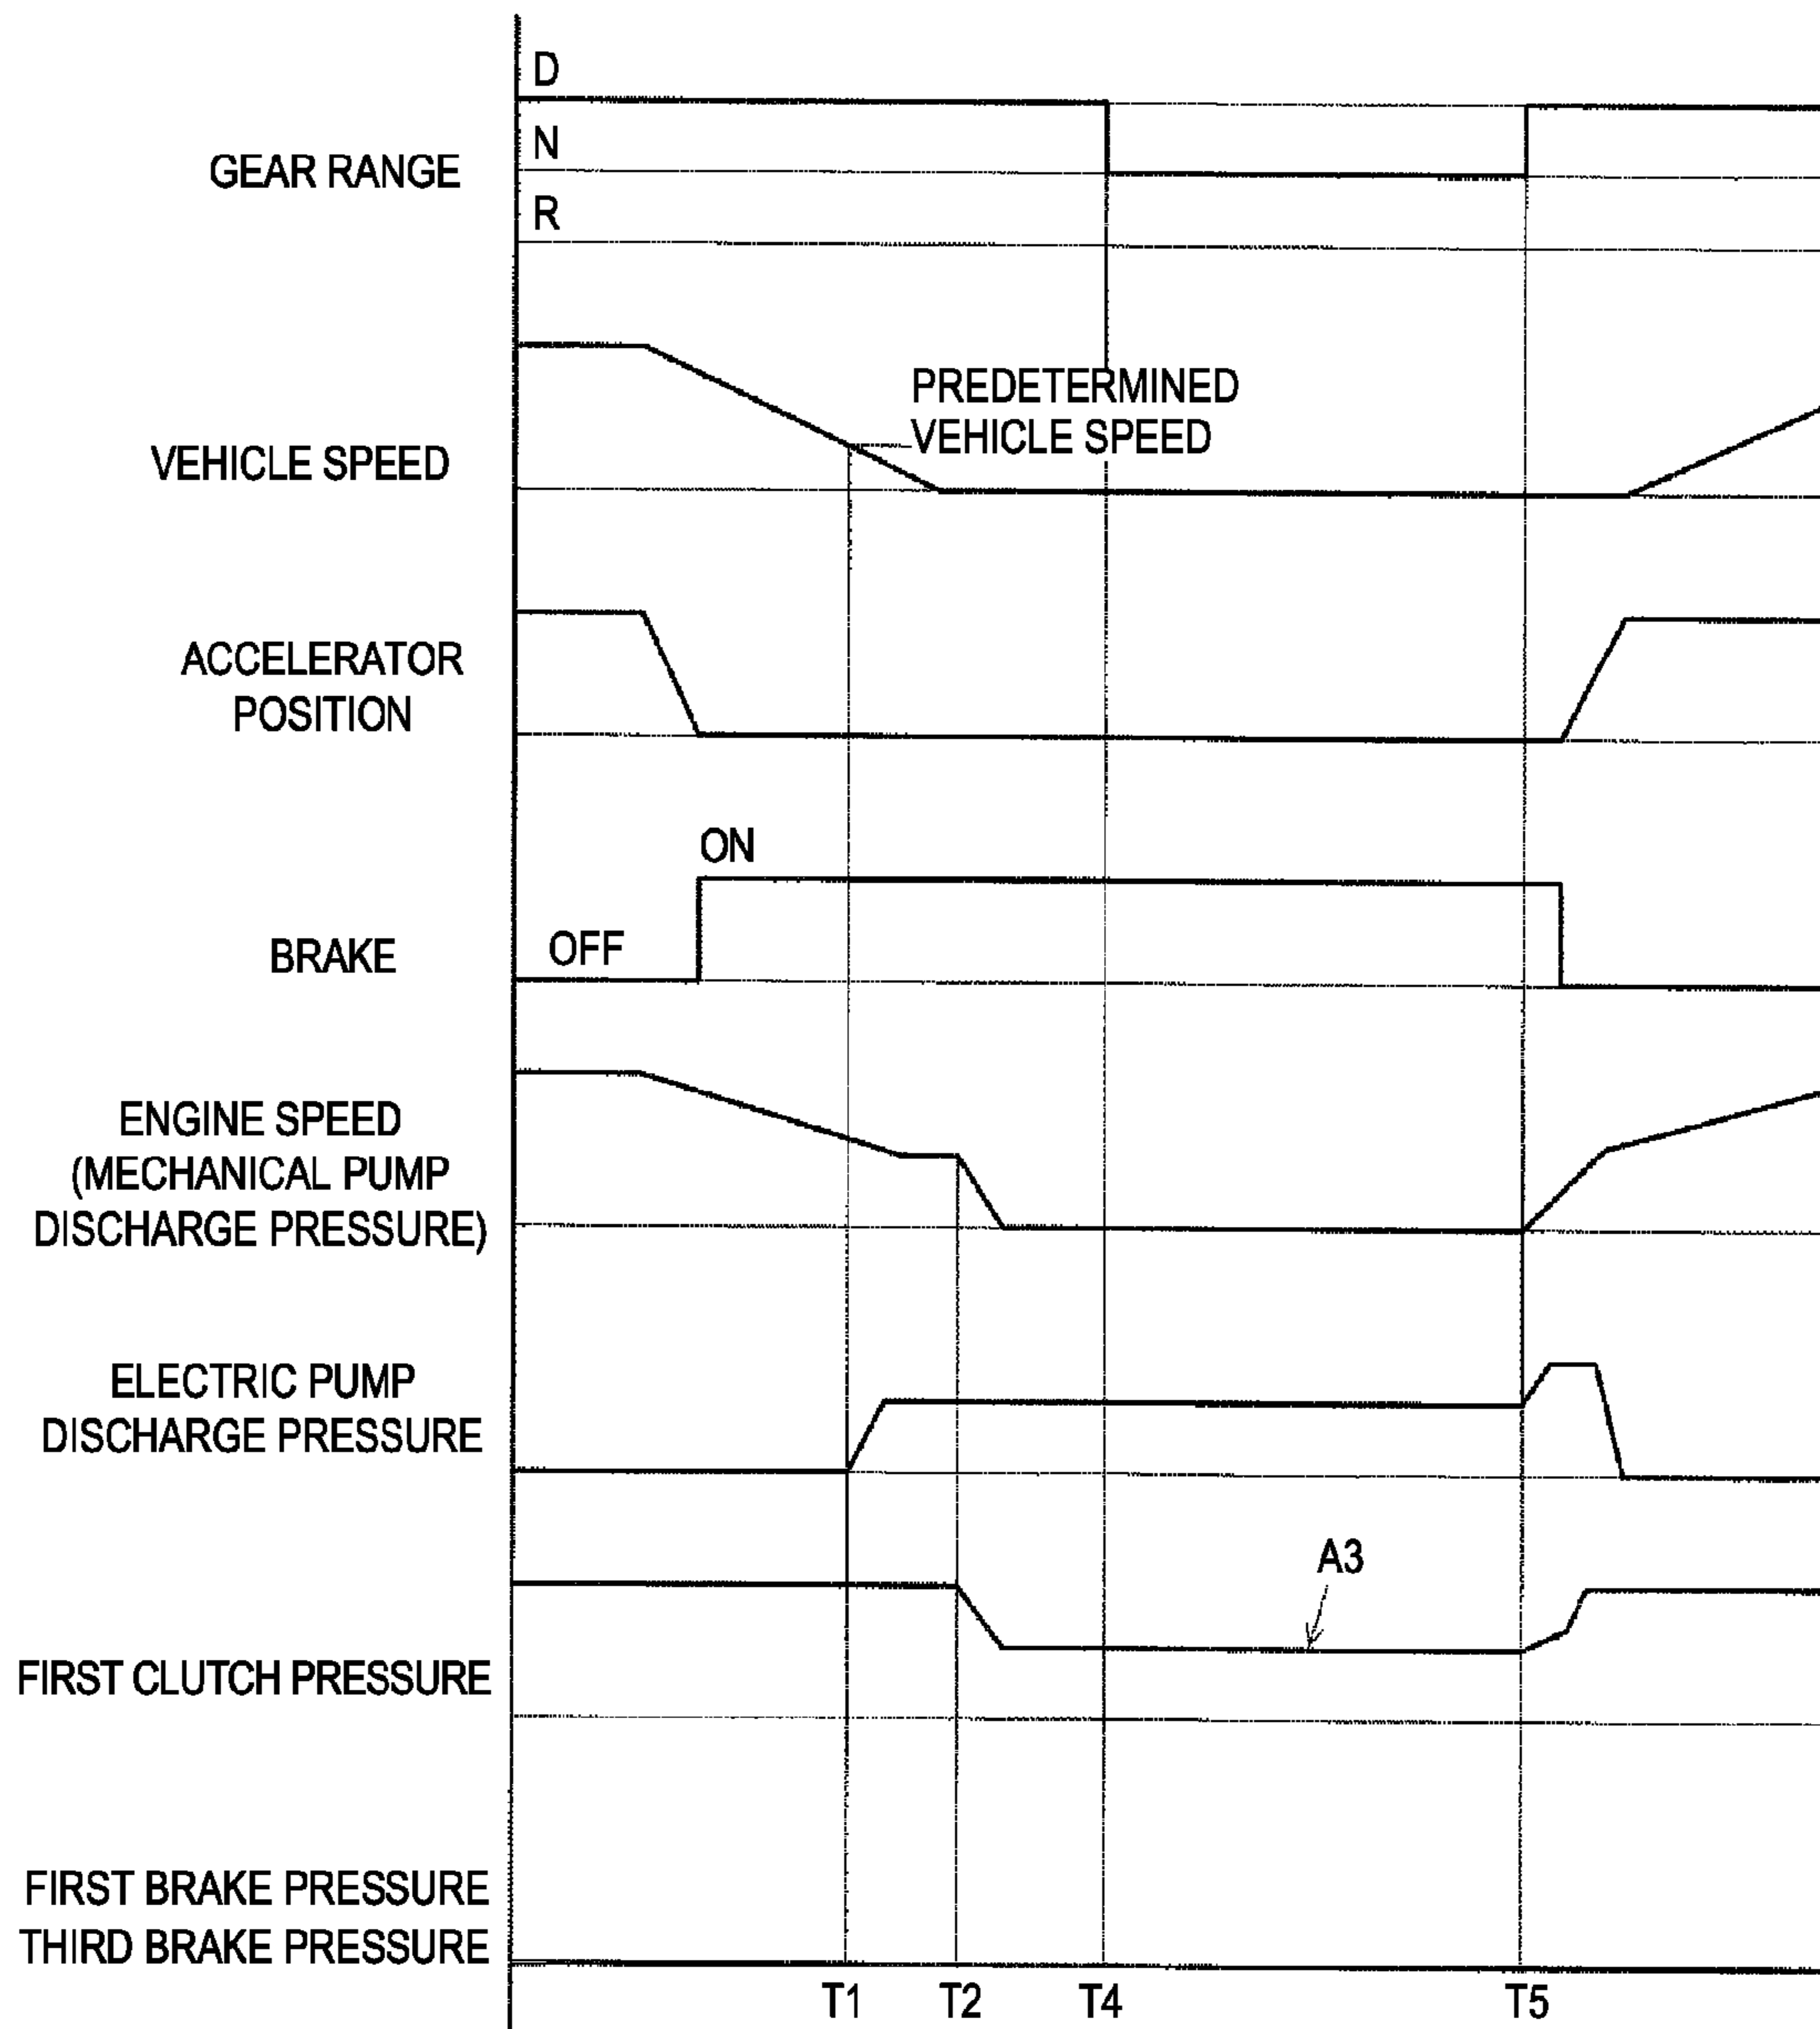 D
N
GEAR RANGE
R
PREDETERMINED
VEHICLE SPEED
VEHICLE SPEED
ACCELERATOR
POSITION
ON
OFF
BRAKE
ENGINE SPEED
(MECHANICAL PUMP
DISCHARGE PRESSURE)
ELECTRIC PUMP
DISCHARGE PRESSURE
A3
FIRST CLUTCH PRESSURE
FIRST BRAKE PRESSURE
THIRD BRAKE PRESSURE
T1 T2 T4 T5